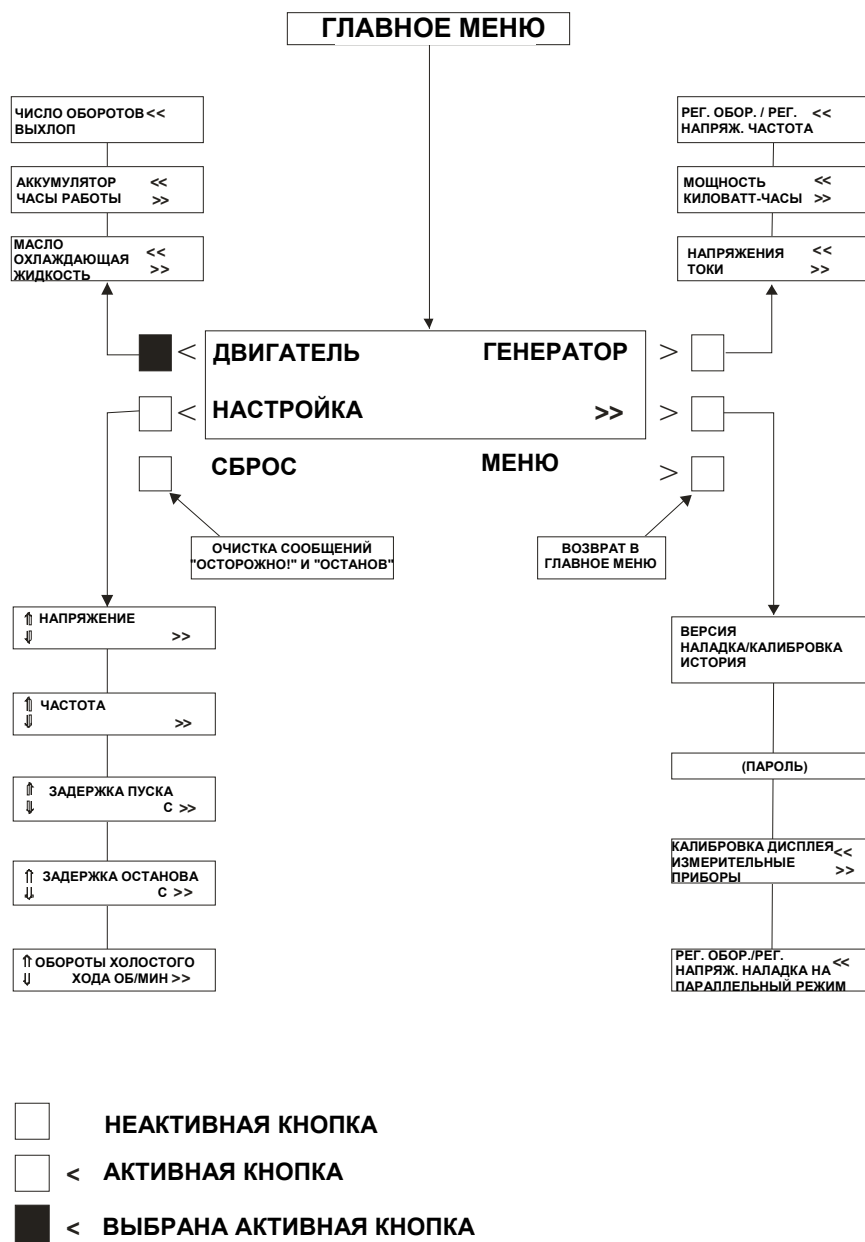 ГЛАВНОЕ МЕНЮ
ЧИСЛО ОБОРОТОВ <<
ВЫХЛОП
АККУМУЛЯТОР <<
ЧАСЫ РАБОТЫ >>
МАСЛО
ОХЛАЖДАЮЩАЯ <<
ЖИДКОСТЬ >>
РЕГ. ОБОР. / РЕГ. <<
НАПРЯЖ. ЧАСТОТА
МОЩНОСТЬ <<
КИЛОВАТТ-ЧАСЫ >>
НАПРЯЖЕНИЯ <<
ТОКИ >>
< ДВИГАТЕЛЬ ГЕНЕРАТОР >
< НАСТРОЙКА >> >
СБРОС МЕНЮ >
ОЧИСТКА СООБЩЕНИЙ
"ОСТОРОЖНО!" И "ОСТАНОВ"
ВОЗВРАТ В
ГЛАВНОЕ МЕНЮ
⇑ НАПРЯЖЕНИЕ
⇓ >>
⇑ ЧАСТОТА
⇓ >>
⇑ ЗАДЕРЖКА ПУСКА
⇓ С >>
⇑ ЗАДЕРЖКА ОСТАНОВА
⇓ С >>
⇑ ОБОРОТЫ ХОЛОСТОГО
⇓ ХОДА ОБ/МИН >>
ВЕРСИЯ
НАЛАДКА/КАЛИБРОВКА
ИСТОРИЯ
(ПАРОЛЬ)
КАЛИБРОВКА ДИСПЛЕЯ <<
ИЗМЕРИТЕЛЬНЫЕ >>
ПРИБОРЫ
РЕГ. ОБОР./РЕГ. <<
НАПРЯЖ. НАЛАДКА НА
ПАРАЛЛЕЛЬНЫЙ РЕЖИМ
НЕАКТИВНАЯ КНОПКА
< АКТИВНАЯ КНОПКА
< ВЫБРАНА АКТИВНАЯ КНОПКА